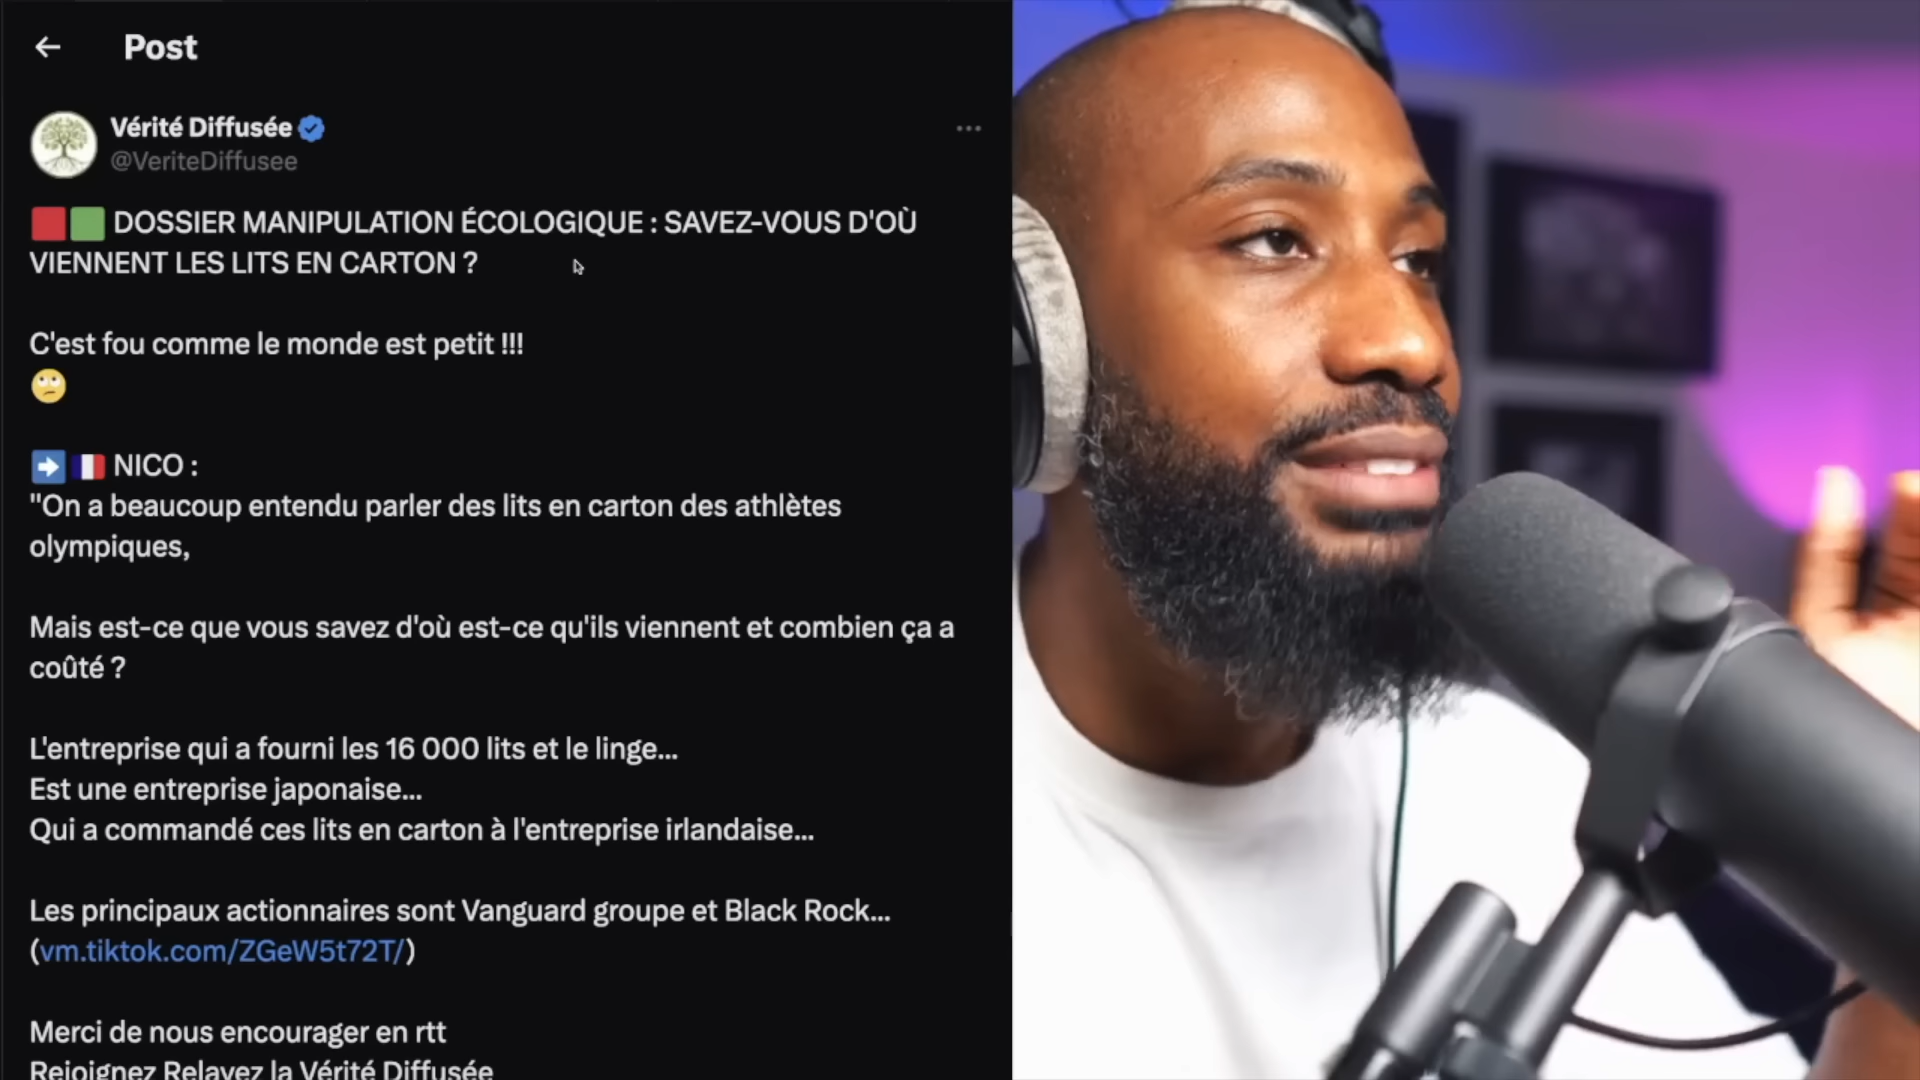 Post
Vérité Diffusée
@VeriteDiffusee
DOSSIER MANIPULATION ÉCOLOGIQUE : SAVEZ-VOUS D'OÙ
VIENNENT LES LITS EN CARTON ?
C'est fou comme le monde est petit !!!
NICO :
"On a beaucoup entendu parler des lits en carton des athlètes
olympiques,
Mais est-ce que vous savez d'où est-ce qu'ils viennent et combien ça a
coûté ?
L'entreprise qui a fourni les 16 000 lits et le linge...
Est une entreprise japonaise...
Qui a commandé ces lits en carton à l'entreprise irlandaise...
Les principaux actionnaires sont Vanguard groupe et Black Rock...
(vm.tiktok.com/ZGeW5t72T/)
Merci de nous encourager en rtt
Rejoignez Relayez la Vérité Diffusée